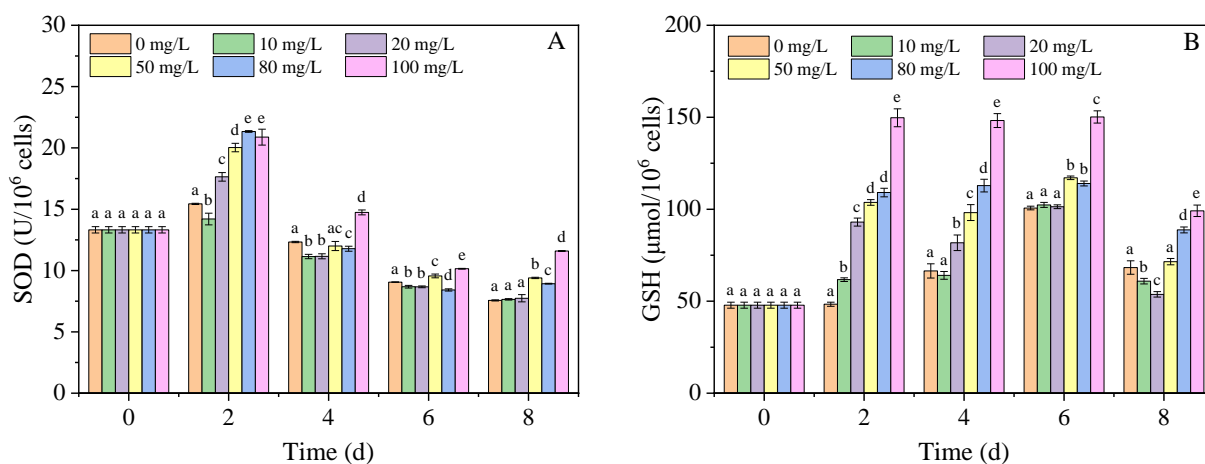 30
25
20
15
10
5
0
SOD (U/10⁶ cells)
0 mg/L 10 mg/L 20 mg/L
50 mg/L 80 mg/L 100 mg/L
A
a a a a a a
a b c d e e
a b b ac c d
a b b c d e
a a a b c d
0 2 4 6 8
Time (d)
200
150
100
50
0
GSH (μmol/10⁶ cells)
0 mg/L 10 mg/L 20 mg/L
50 mg/L 80 mg/L 100 mg/L
B
a a a a a a
a b c d d e
a a b c d e
a a a b b c
a b c a d e
0 2 4 6 8
Time (d)